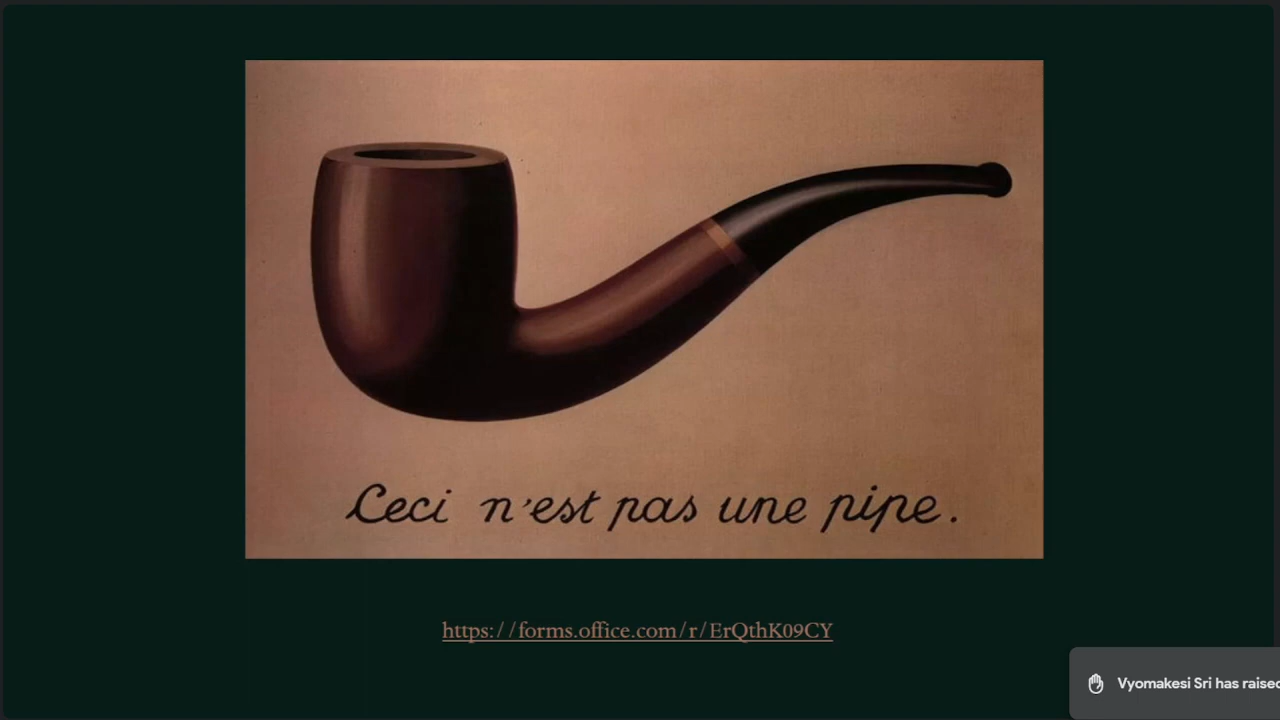 Ceci n'est pas une pipe.
https://forms.office.com/r/ErQthK09CY
Vyomakesi Sri has raised